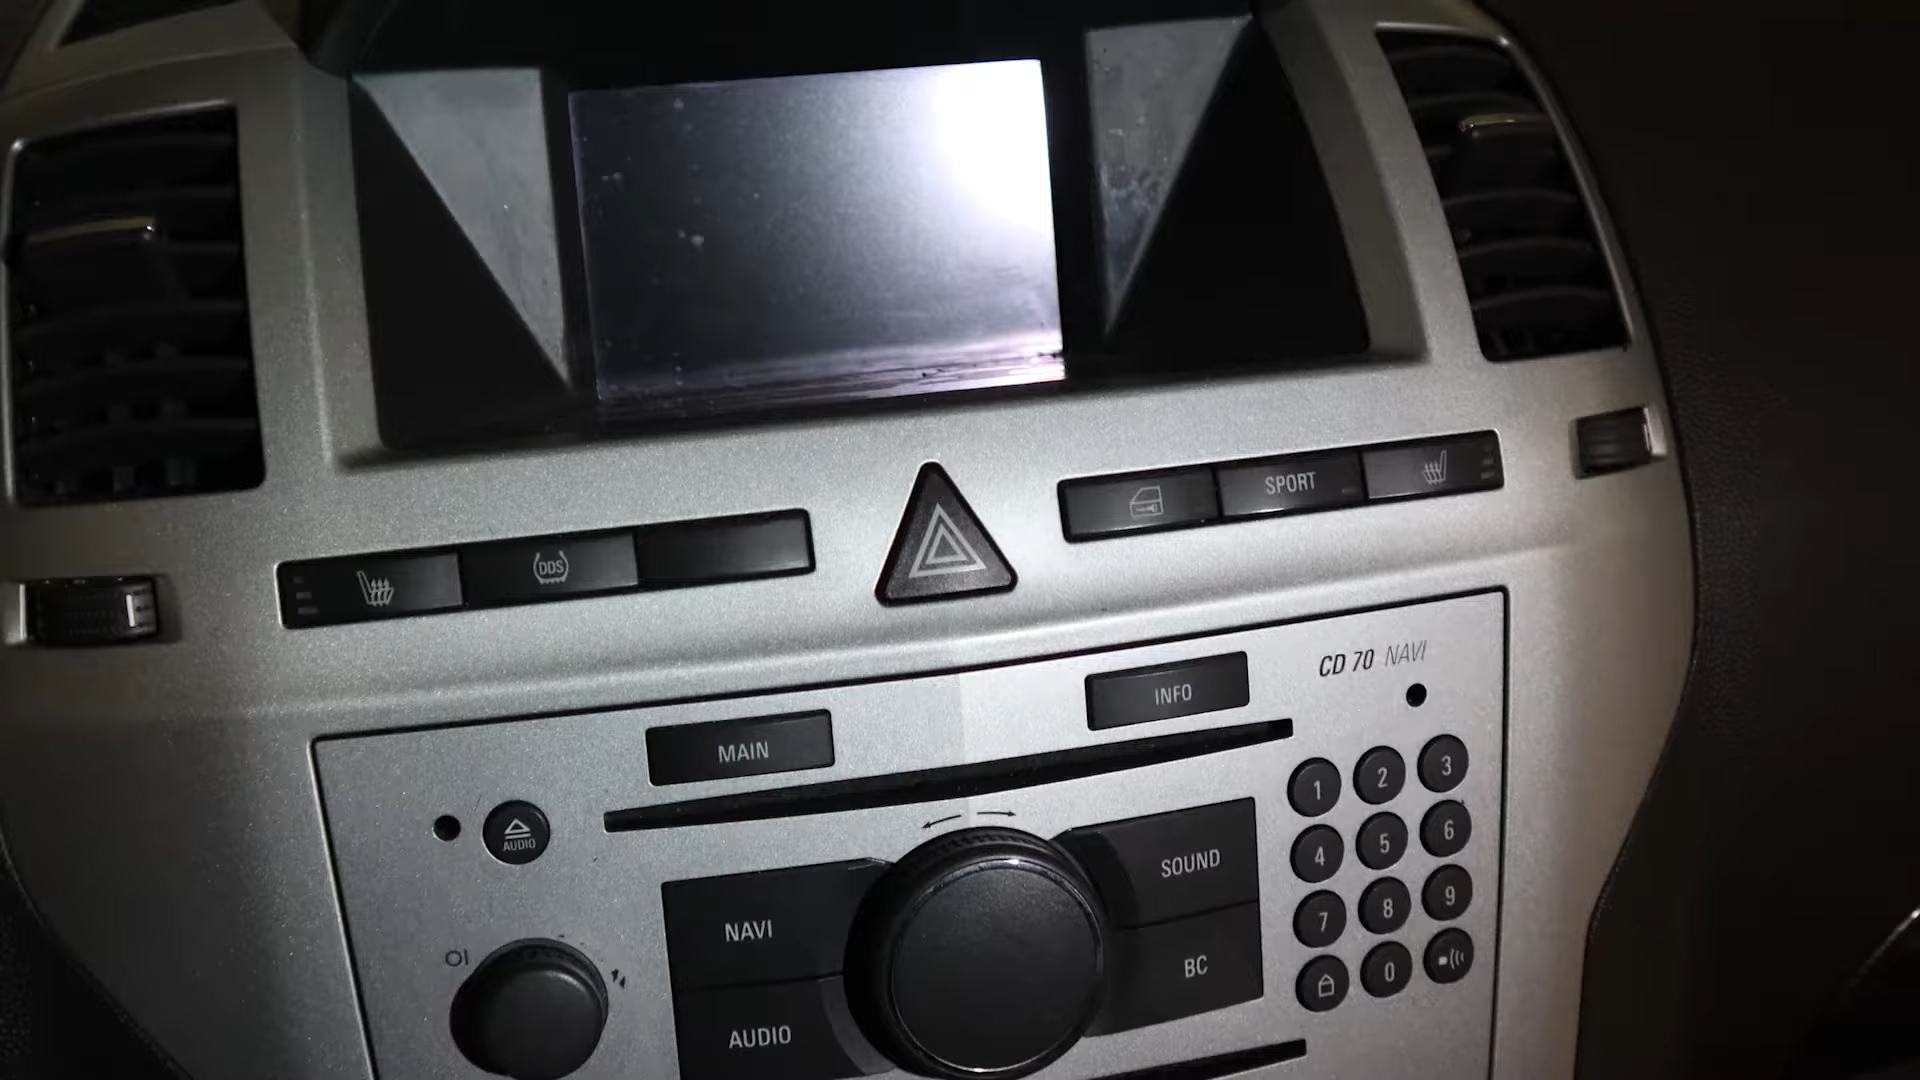 SPORT
DDS
CD 70 NAVI
INFO
MAIN
1 2 3
AUDIO
4 5 6
SOUND
NAVI
7 8 9
BC
0
AUDIO